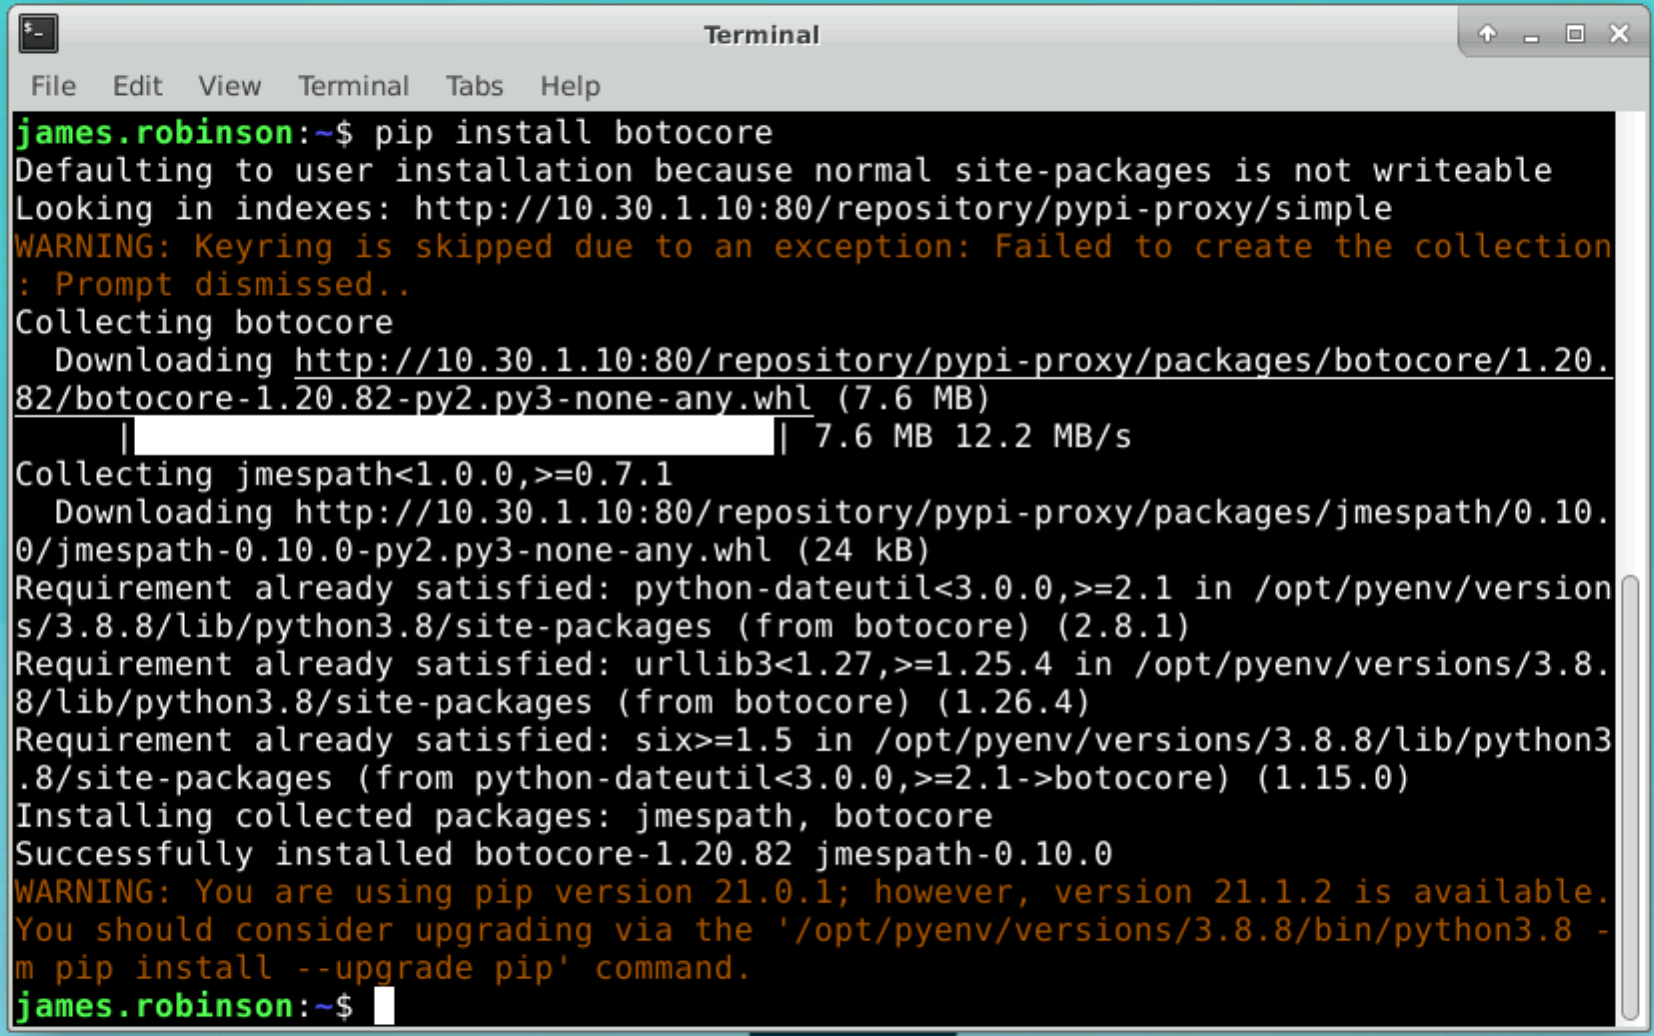 Terminal
File Edit View Terminal Tabs Help
james.robinson:~$ pip install botocore
Defaulting to user installation because normal site-packages is not writeable
Looking in indexes: http://10.30.1.10:80/repository/pypi-proxy/simple
WARNING: Keyring is skipped due to an exception: Failed to create the collection
: Prompt dismissed..
Collecting botocore
  Downloading http://10.30.1.10:80/repository/pypi-proxy/packages/botocore/1.20.
82/botocore-1.20.82-py2.py3-none-any.whl (7.6 MB)
| | 7.6 MB 12.2 MB/s
Collecting jmespath<1.0.0,>=0.7.1
  Downloading http://10.30.1.10:80/repository/pypi-proxy/packages/jmespath/0.10.
0/jmespath-0.10.0-py2.py3-none-any.whl (24 kB)
Requirement already satisfied: python-dateutil<3.0.0,>=2.1 in /opt/pyenv/version
s/3.8.8/lib/python3.8/site-packages (from botocore) (2.8.1)
Requirement already satisfied: urllib3<1.27,>=1.25.4 in /opt/pyenv/versions/3.8.
8/lib/python3.8/site-packages (from botocore) (1.26.4)
Requirement already satisfied: six>=1.5 in /opt/pyenv/versions/3.8.8/lib/python3
.8/site-packages (from python-dateutil<3.0.0,>=2.1->botocore) (1.15.0)
Installing collected packages: jmespath, botocore
Successfully installed botocore-1.20.82 jmespath-0.10.0
WARNING: You are using pip version 21.0.1; however, version 21.1.2 is available.
You should consider upgrading via the '/opt/pyenv/versions/3.8.8/bin/python3.8 -
m pip install --upgrade pip' command.
james.robinson:~$